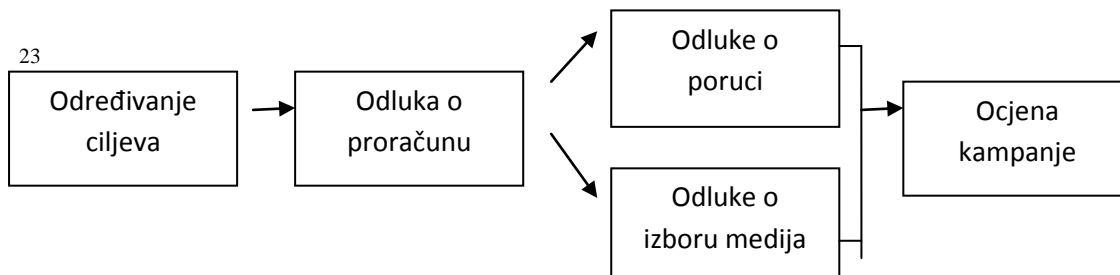 23
Određivanje
ciljeva
Odluka o
proračunu
Odluke o
poruci
Odluke o
izboru medija
Ocjena
kampanje